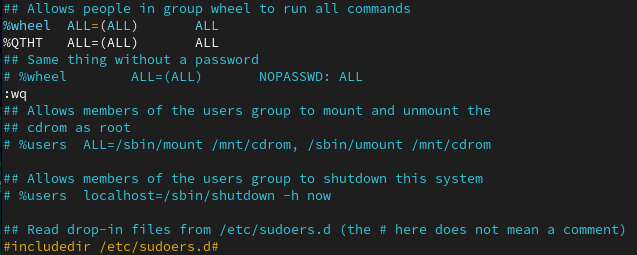 ## Allows people in group wheel to run all commands
%wheel  ALL=(ALL)       ALL
%QTHT   ALL=(ALL)       ALL
## Same thing without a password
# %wheel        ALL=(ALL)       NOPASSWD: ALL
:wq
## Allows members of the users group to mount and unmount the
## cdrom as root
# %users  ALL=/sbin/mount /mnt/cdrom, /sbin/umount /mnt/cdrom
## Allows members of the users group to shutdown this system
# %users  localhost=/sbin/shutdown -h now
## Read drop-in files from /etc/sudoers.d (the # here does not mean a comment)
#includedir /etc/sudoers.d#